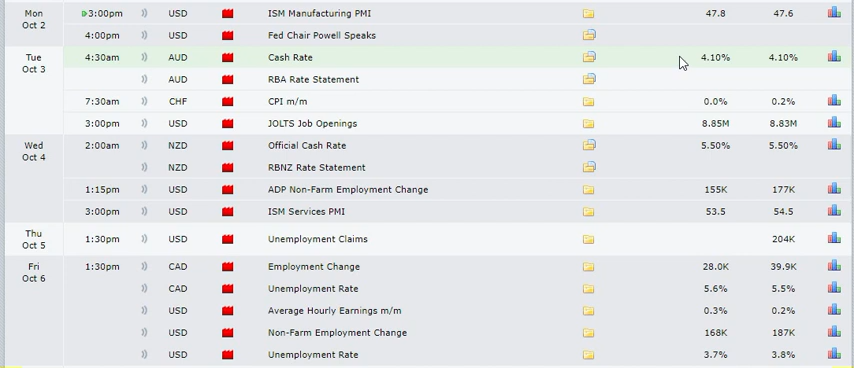 Mon Oct 2 3:00pm USD ISM Manufacturing PMI 47.8 47.6
4:00pm USD Fed Chair Powell Speaks
Tue Oct 3 4:30am AUD Cash Rate 4.10% 4.10%
AUD RBA Rate Statement
7:30am CHF CPI m/m 0.0% 0.2%
3:00pm USD JOLTS Job Openings 8.85M 8.83M
Wed Oct 4 2:00am NZD Official Cash Rate 5.50% 5.50%
NZD RBNZ Rate Statement
1:15pm USD ADP Non-Farm Employment Change 155K 177K
3:00pm USD ISM Services PMI 53.5 54.5
Thu Oct 5 1:30pm USD Unemployment Claims 204K
Fri Oct 6 1:30pm CAD Employment Change 28.0K 39.9K
CAD Unemployment Rate 5.6% 5.5%
USD Average Hourly Earnings m/m 0.3% 0.2%
USD Non-Farm Employment Change 168K 187K
USD Unemployment Rate 3.7% 3.8%